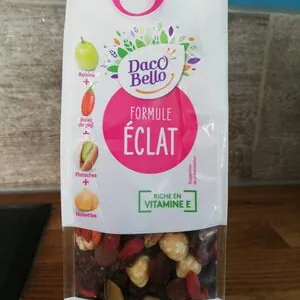 Daco
Bello
Raisins
+
Baies
de goji
+
Pistaches
+
Noisettes
FORMULE
ÉCLAT
RICHE EN
VITAMINE E